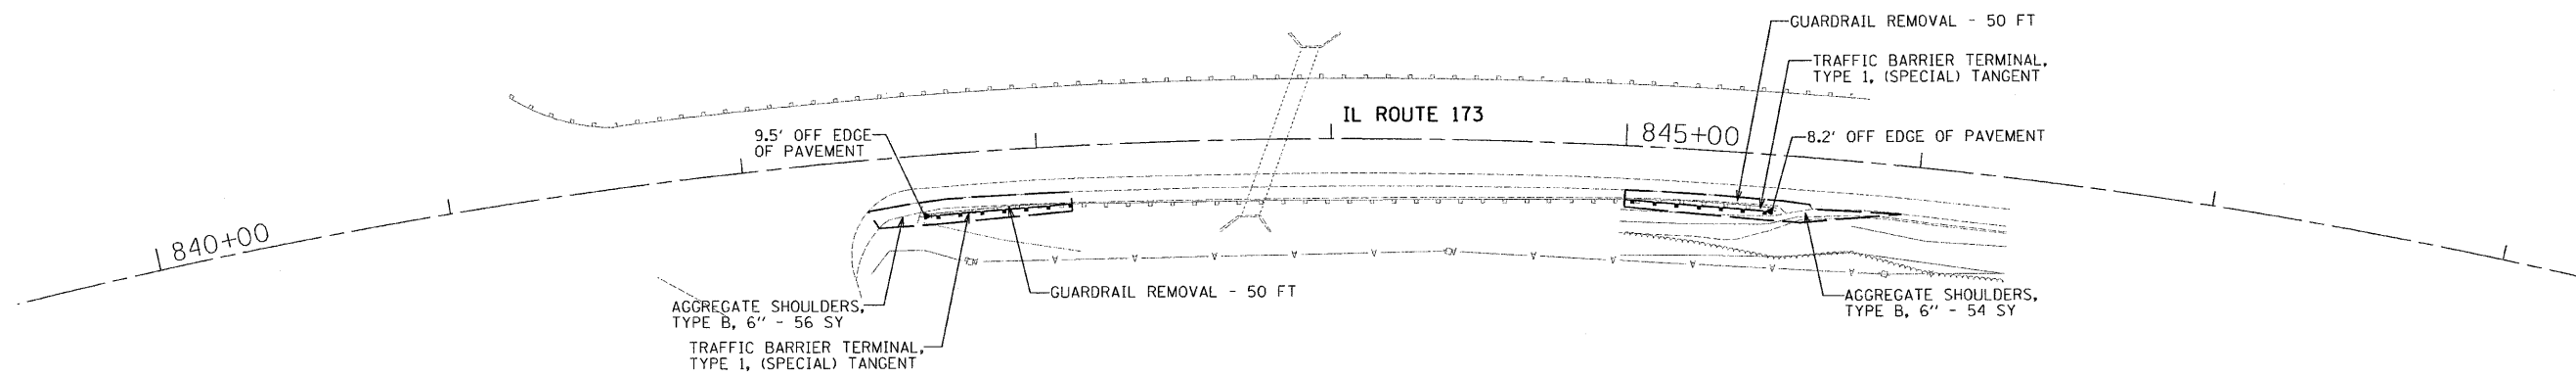 GUARDRAIL REMOVAL - 50 FT
TRAFFIC BARRIER TERMINAL,
TYPE 1, (SPECIAL) TANGENT
IL ROUTE 173
9.5' OFF EDGE
OF PAVEMENT
845+00
8.2' OFF EDGE OF PAVEMENT
840+00
AGGREGATE SHOULDERS,
TYPE B, 6" - 56 SY
GUARDRAIL REMOVAL - 50 FT
AGGREGATE SHOULDERS,
TYPE B, 6" - 54 SY
TRAFFIC BARRIER TERMINAL,
TYPE 1, (SPECIAL) TANGENT